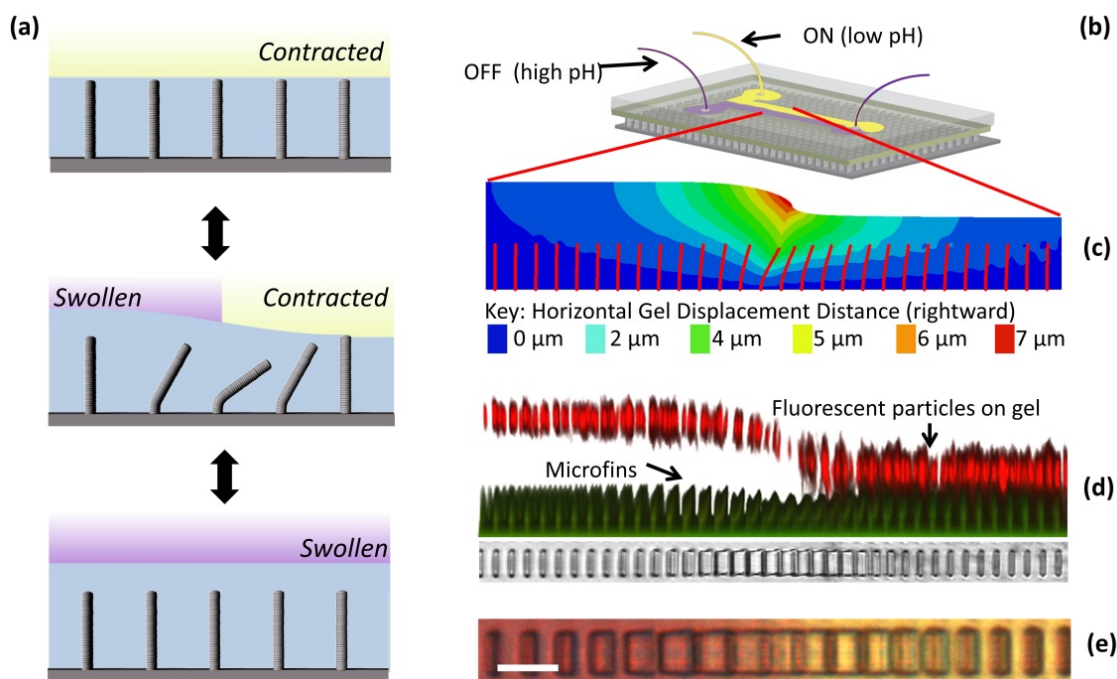 (a)
Contracted
Swollen
Contracted
Swollen
(b)
ON (low pH)
OFF (high pH)
(c)
Key: Horizontal Gel Displacement Distance (rightward)
0 μm 2 μm 4 μm 5 μm 6 μm 7 μm
Fluorescent particles on gel
Microfins
(d)
(e)